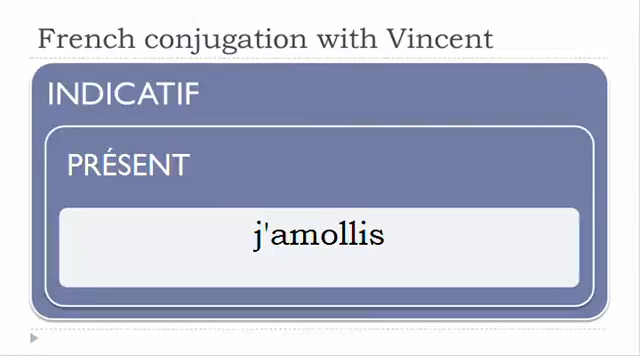 French conjugation with Vincent
INDICATIF
PRÉSENT
j'amollis